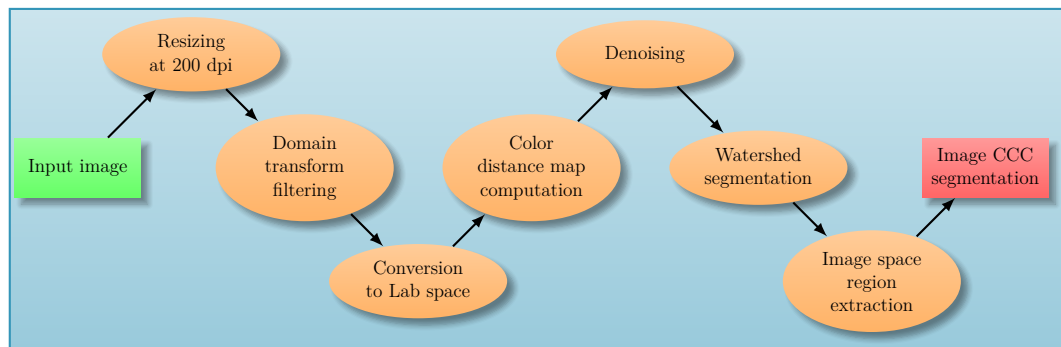 Input image
Resizing
at 200 dpi
Domain
transform
filtering
Conversion
to Lab space
Color
distance map
computation
Denoising
Watershed
segmentation
Image space
region
extraction
Image CCC
segmentation